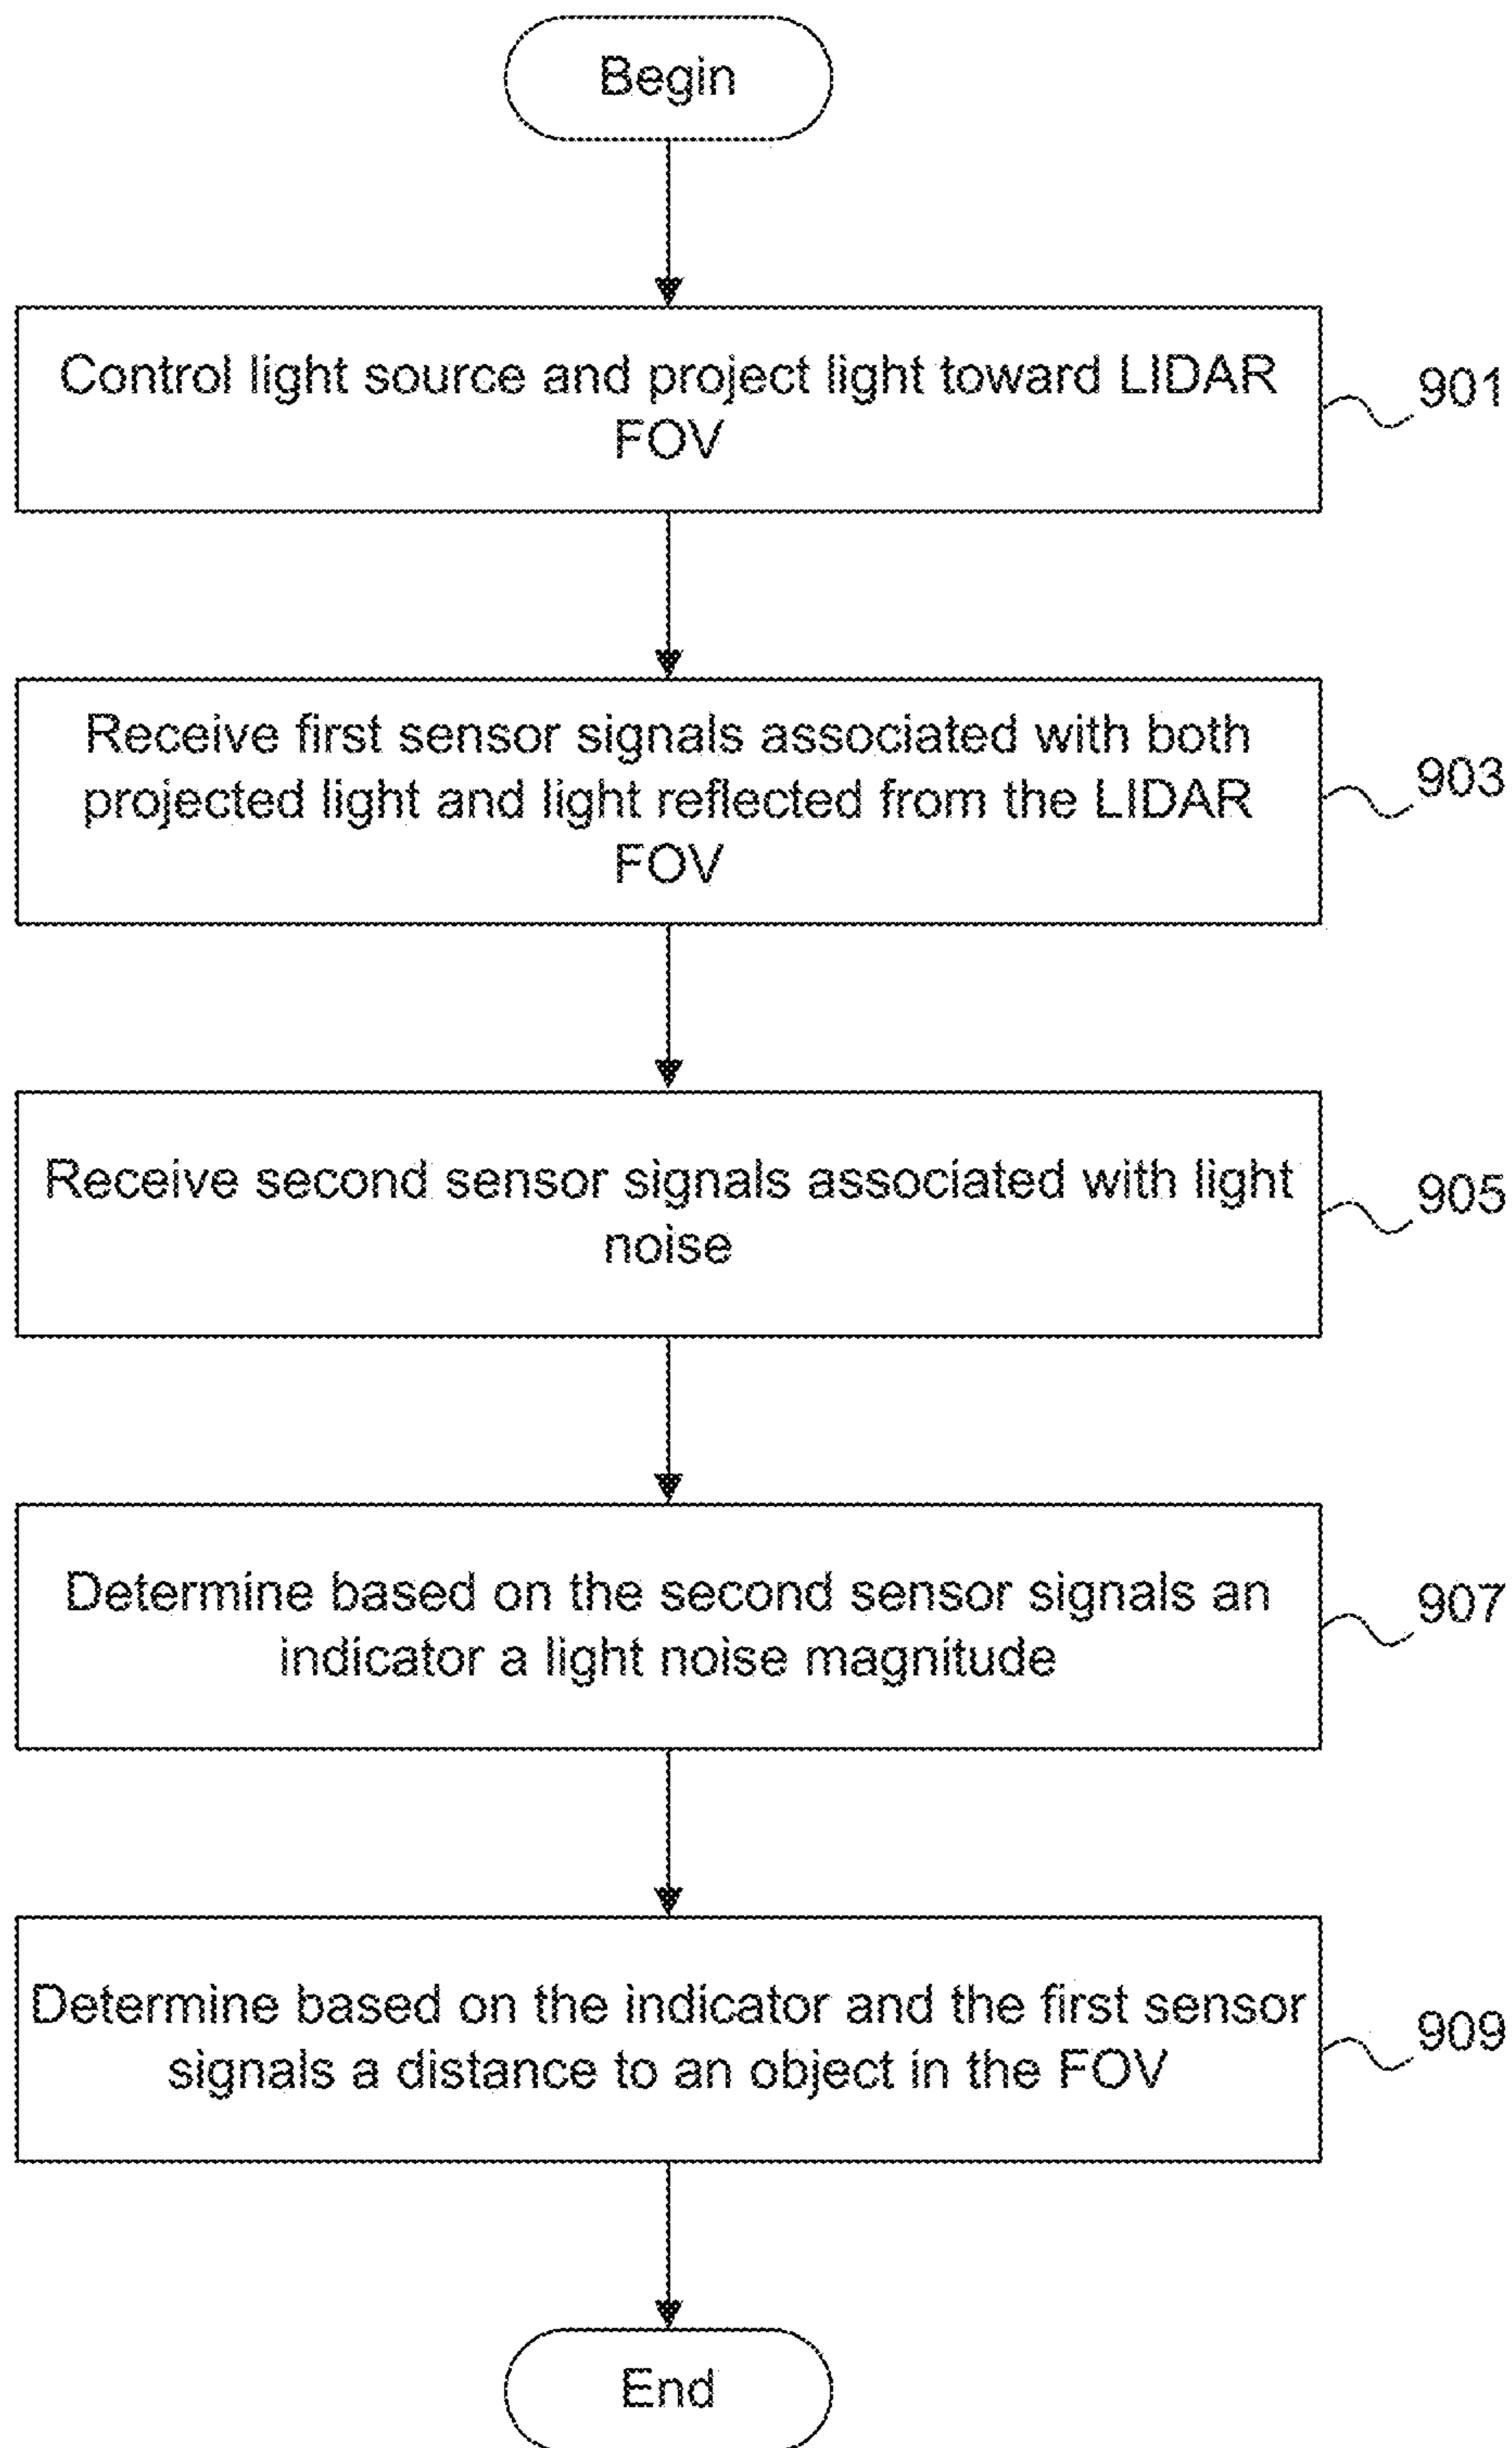 Begin
Control light source and project light toward LIDAR
FOV
901
Receive first sensor signals associated with both
projected light and light reflected from the LIDAR
FOV
903
Receive second sensor signals associated with light
noise
905
Determine based on the second sensor signals an
indicator a light noise magnitude
907
Determine based on the indicator and the first sensor
signals a distance to an object in the FOV
909
End